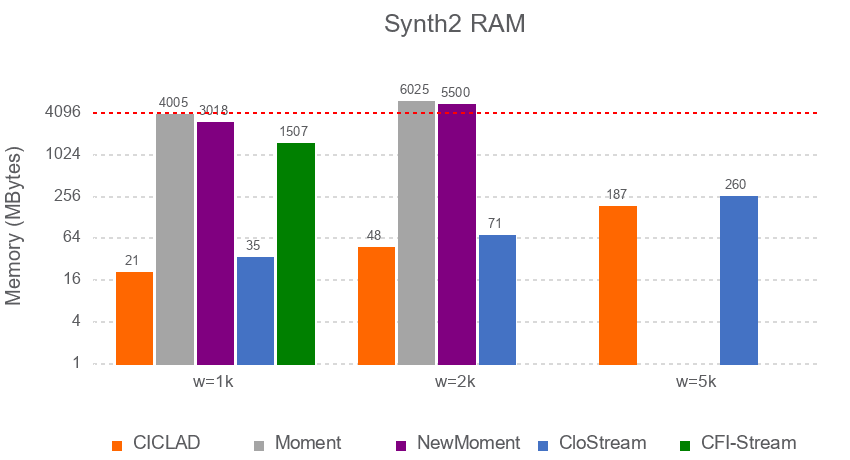 Synth2 RAM
Memory (MBytes)
4096
1024
256
64
16
4
1
21
4005
3018
35
1507
48
6025
5500
71
187
260
w=1k
w=2k
w=5k
CICLAD
Moment
NewMoment
CloStream
CFI-Stream